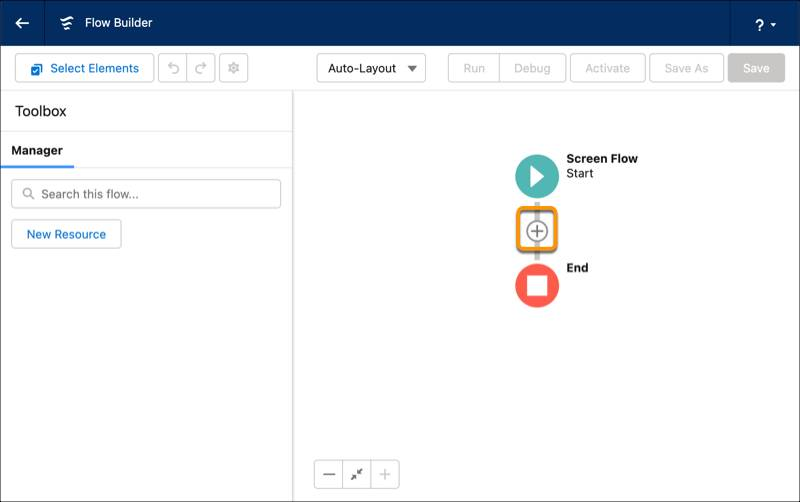 Flow Builder
?
Select Elements
Auto-Layout
Run
Debug
Activate
Save As
Save
Toolbox
Manager
Search this flow...
New Resource
Screen Flow
Start
End